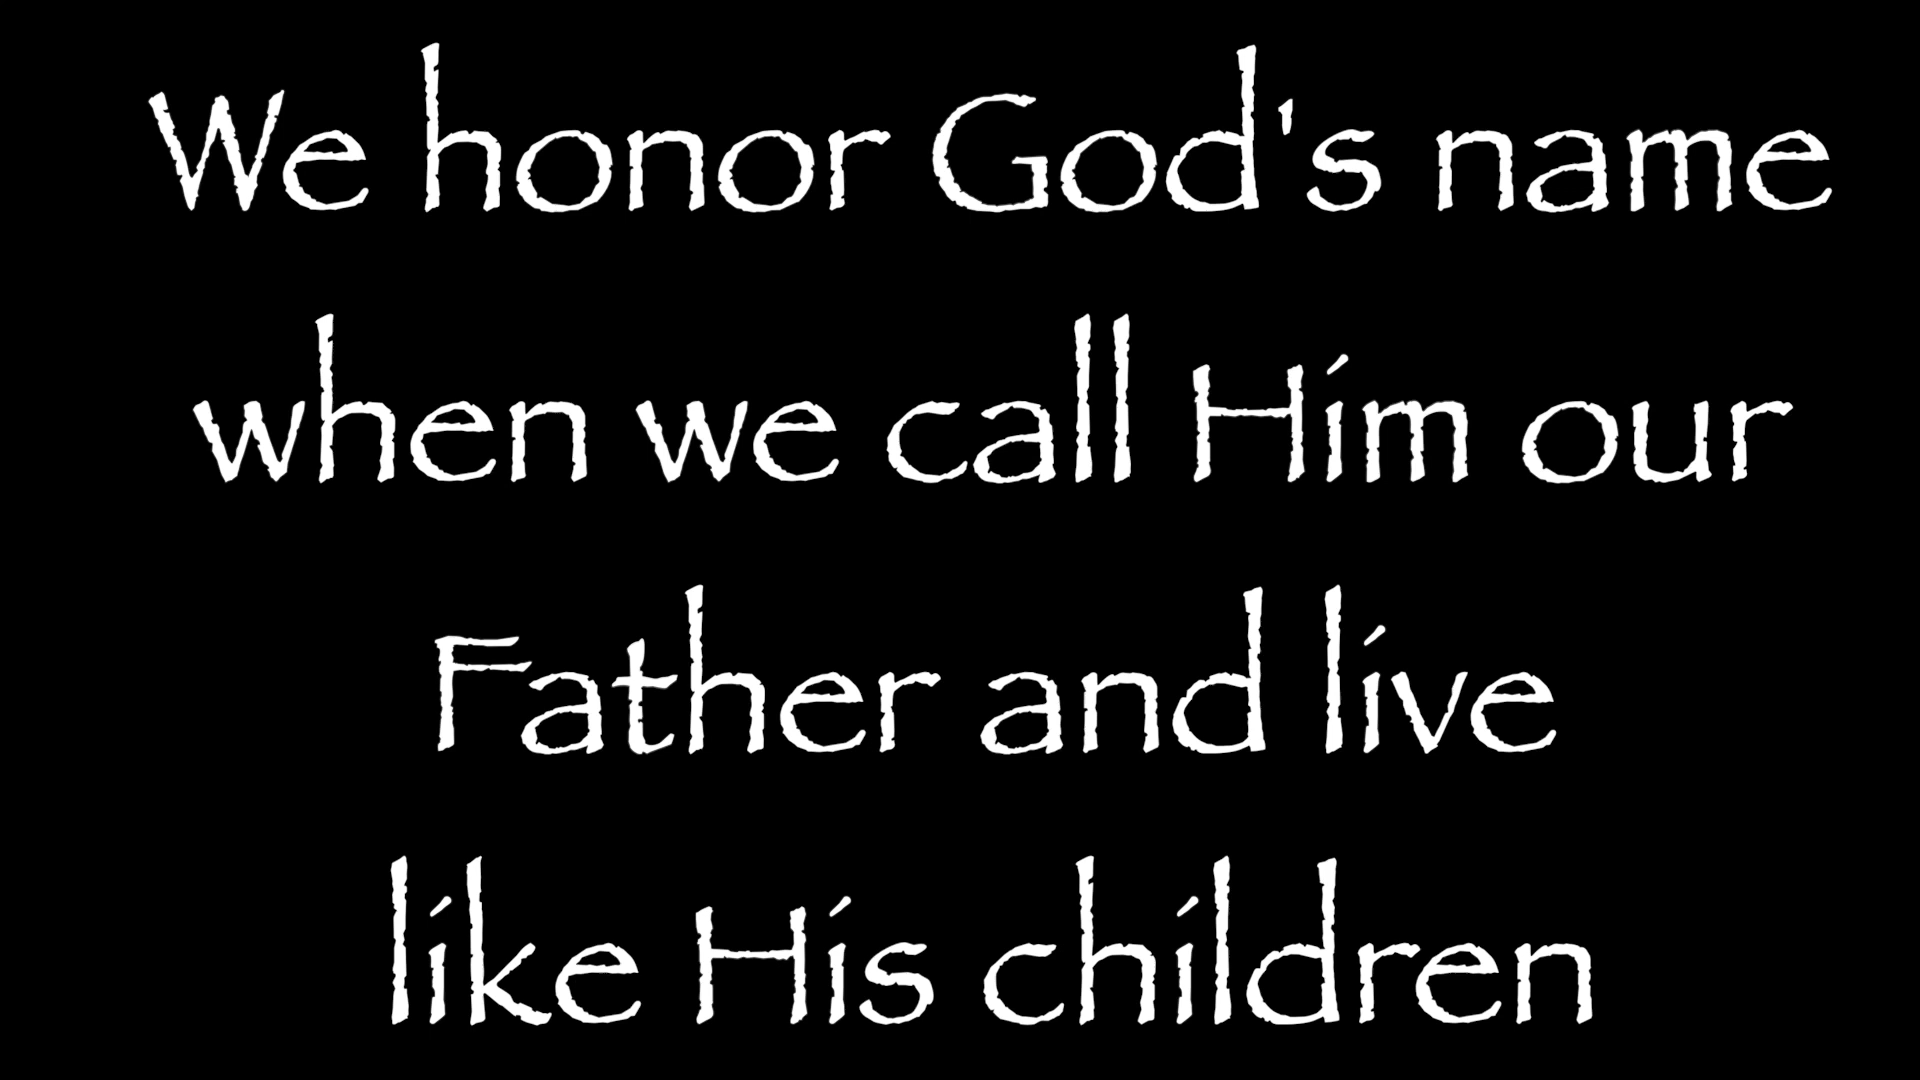 We honor God's name
when we call Him our
Father and live
like His children